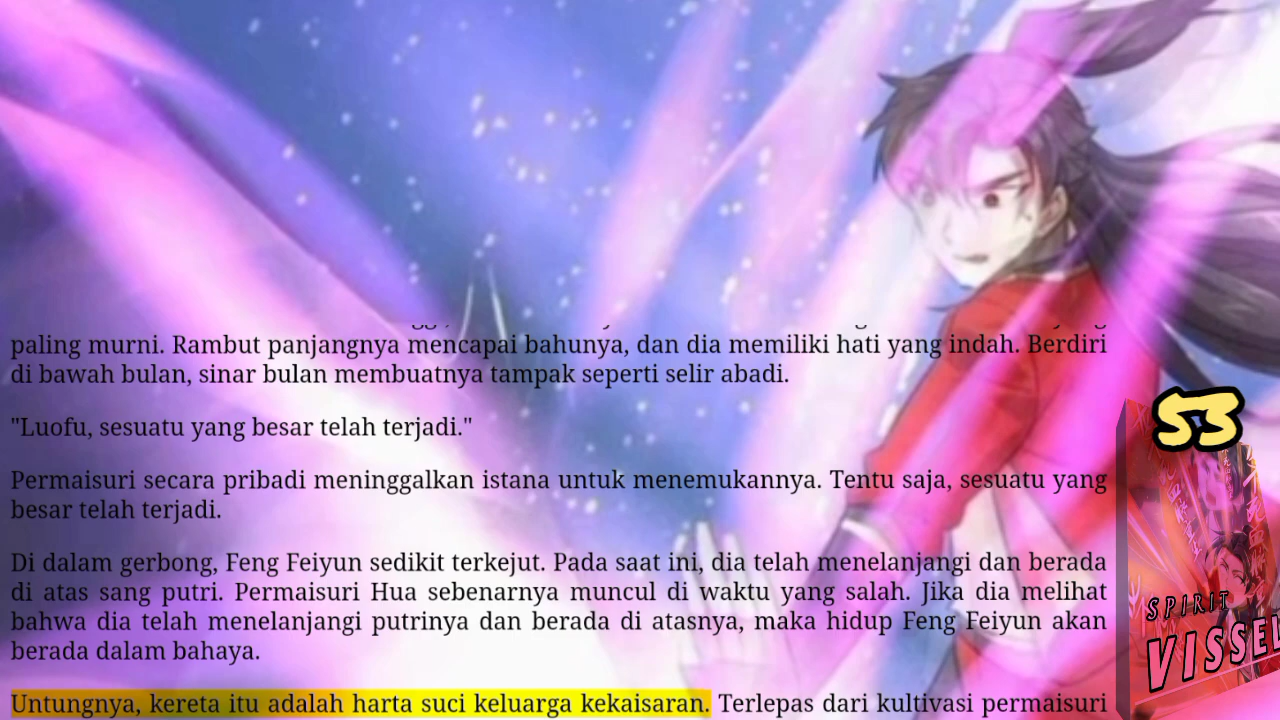 paling murni. Rambut panjangnya mencapai bahunya, dan dia memiliki hati yang indah. Berdiri
di bawah bulan, sinar bulan membuatnya tampak seperti selir abadi.
"Luofu, sesuatu yang besar telah terjadi."
Permaisuri secara pribadi meninggalkan istana untuk menemukannya. Tentu saja, sesuatu yang
besar telah terjadi.
Di dalam gerbong, Feng Feiyun sedikit terkejut. Pada saat ini, dia telah menelanjangi dan berada
di atas sang putri. Permaisuri Hua sebenarnya muncul di waktu yang salah. Jika dia melihat
bahwa dia telah menelanjangi putrinya dan berada di atasnya, maka hidup Feng Feiyun akan
berada dalam bahaya.
Untungnya, kereta itu adalah harta suci keluarga kekaisaran. Terlepas dari kultivasi permaisuri
53
SPIRIT
VISSEL